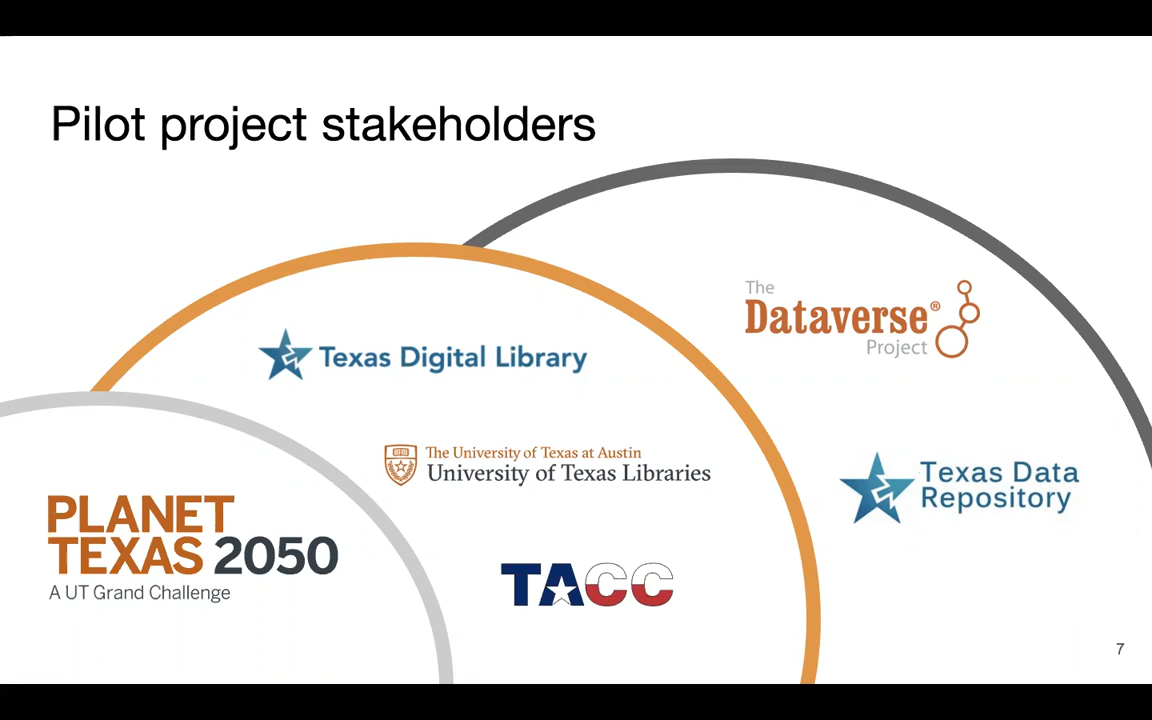 Pilot project stakeholders
The
Dataverse®
Project
Texas Digital Library
The University of Texas at Austin
University of Texas Libraries
Texas Data
Repository
PLANET
TEXAS 2050
A UT Grand Challenge
TACC
7